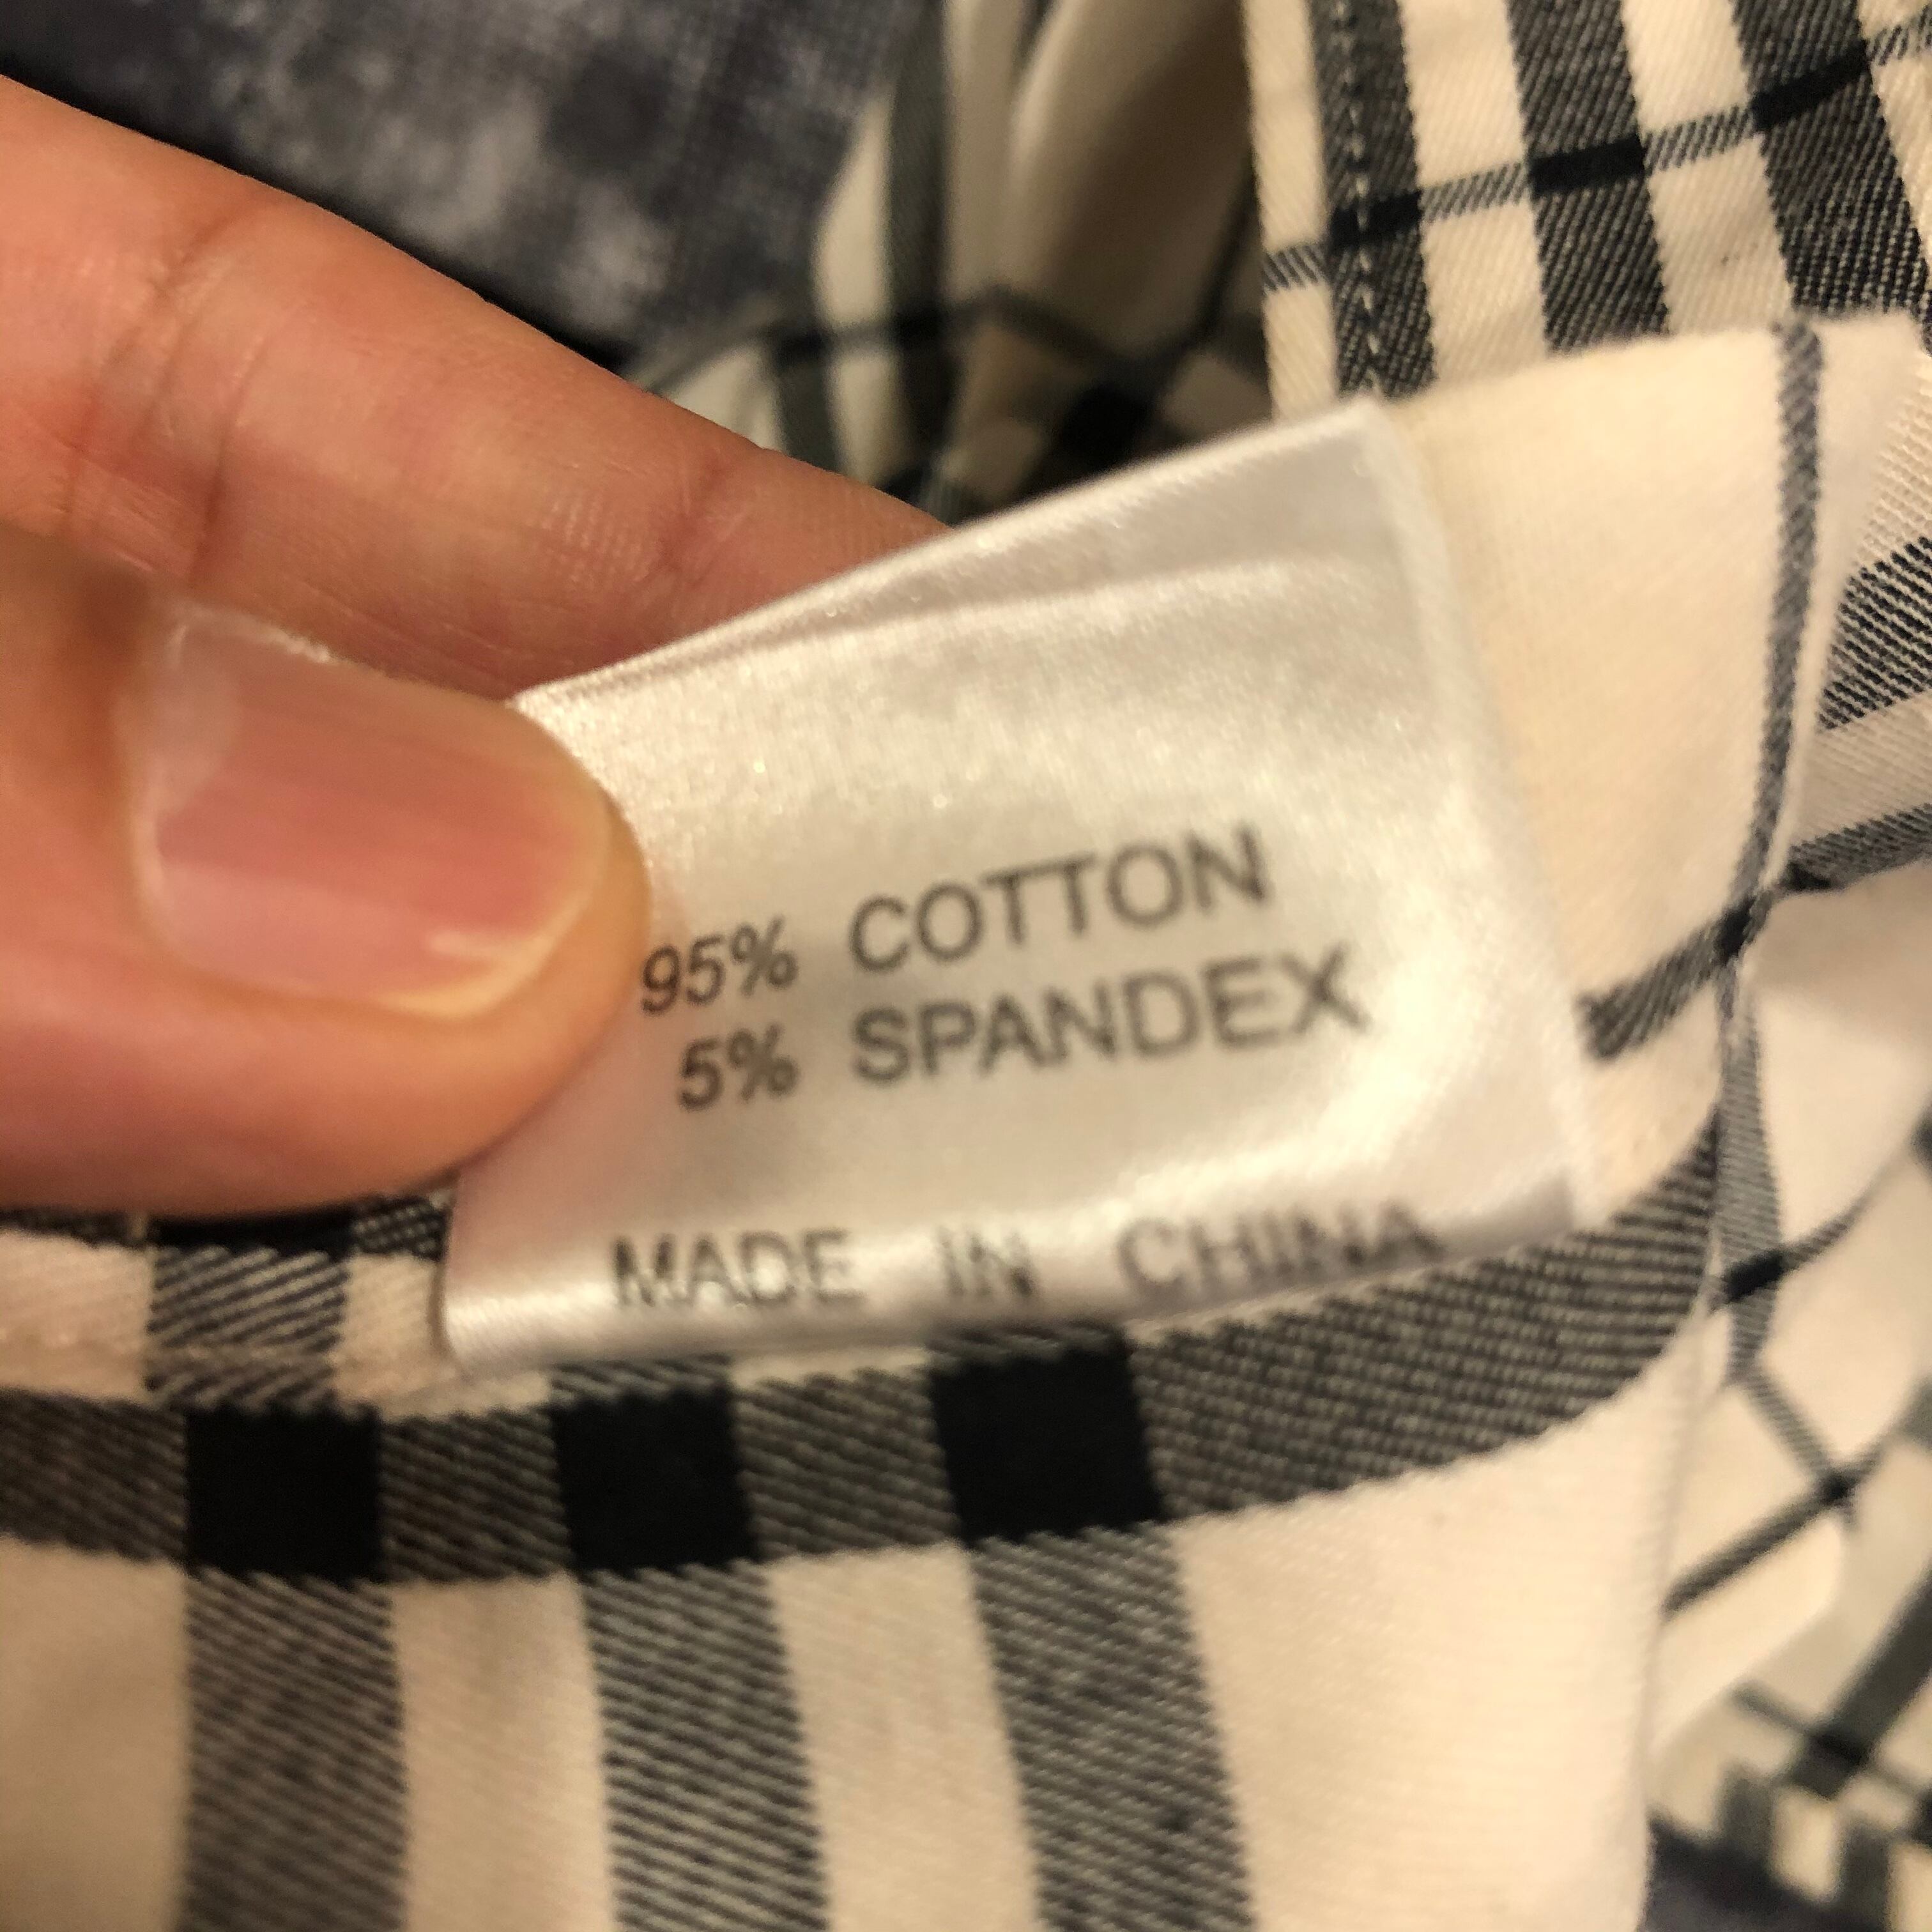 95% COTTON
5% SPANDEX
MADE IN CHINA